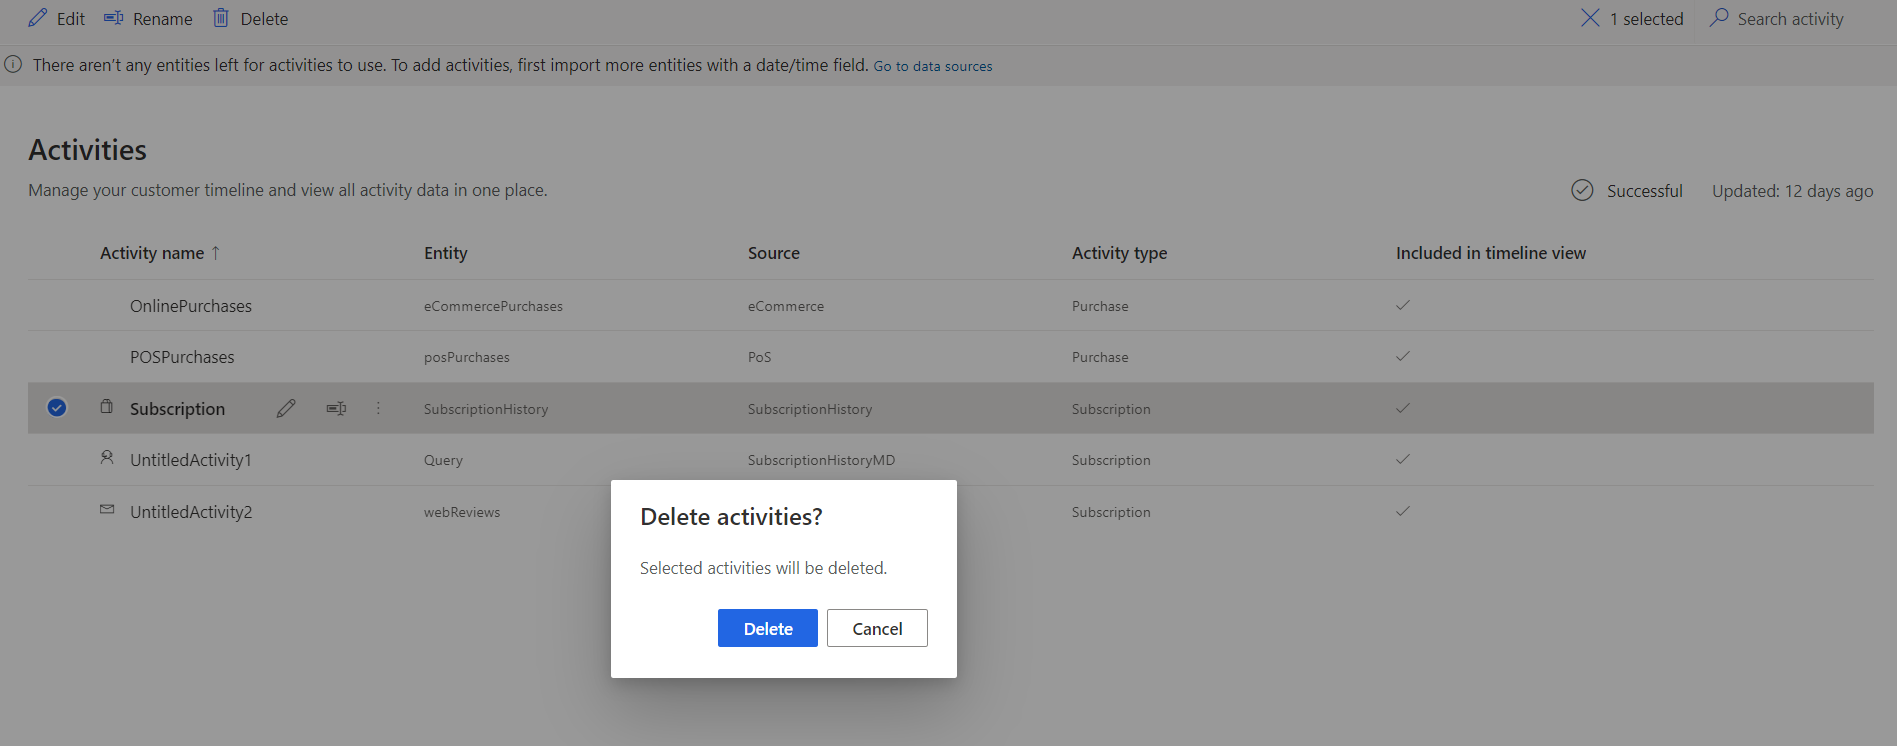 Edit Rename Delete 1 selected Search activity
There aren't any entities left for activities to use. To add activities, first import more entities with a date/time field. Go to data sources
Activities
Manage your customer timeline and view all activity data in one place.
Successful Updated: 12 days ago
Activity name ↑ Entity Source Activity type Included in timeline view
OnlinePurchases eCommercePurchases eCommerce Purchase
POSPurchases posPurchases PoS Purchase
Subscription SubscriptionHistory SubscriptionHistory Subscription
UntitledActivity1 Query SubscriptionHistoryMD Subscription
UntitledActivity2 webReviews Subscription
Delete activities?
Selected activities will be deleted.
Delete Cancel